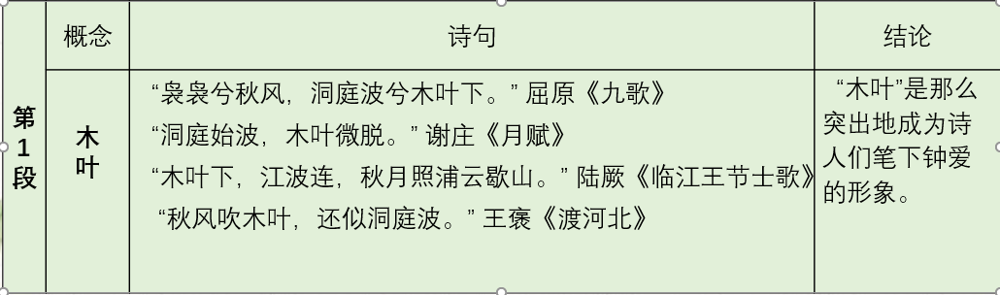 概念
诗句
结论
第
1
段
木
叶
“袅袅兮秋风，洞庭波兮木叶下。” 屈原《九歌》
“洞庭始波，木叶微脱。” 谢庄《月赋》
“木叶下，江波连，秋月照浦云歇山。” 陆厥《临江王节士歌》
“秋风吹木叶，还似洞庭波。” 王褒《渡河北》
“木叶”是那么
突出地成为诗
人们笔下钟爱
的形象。